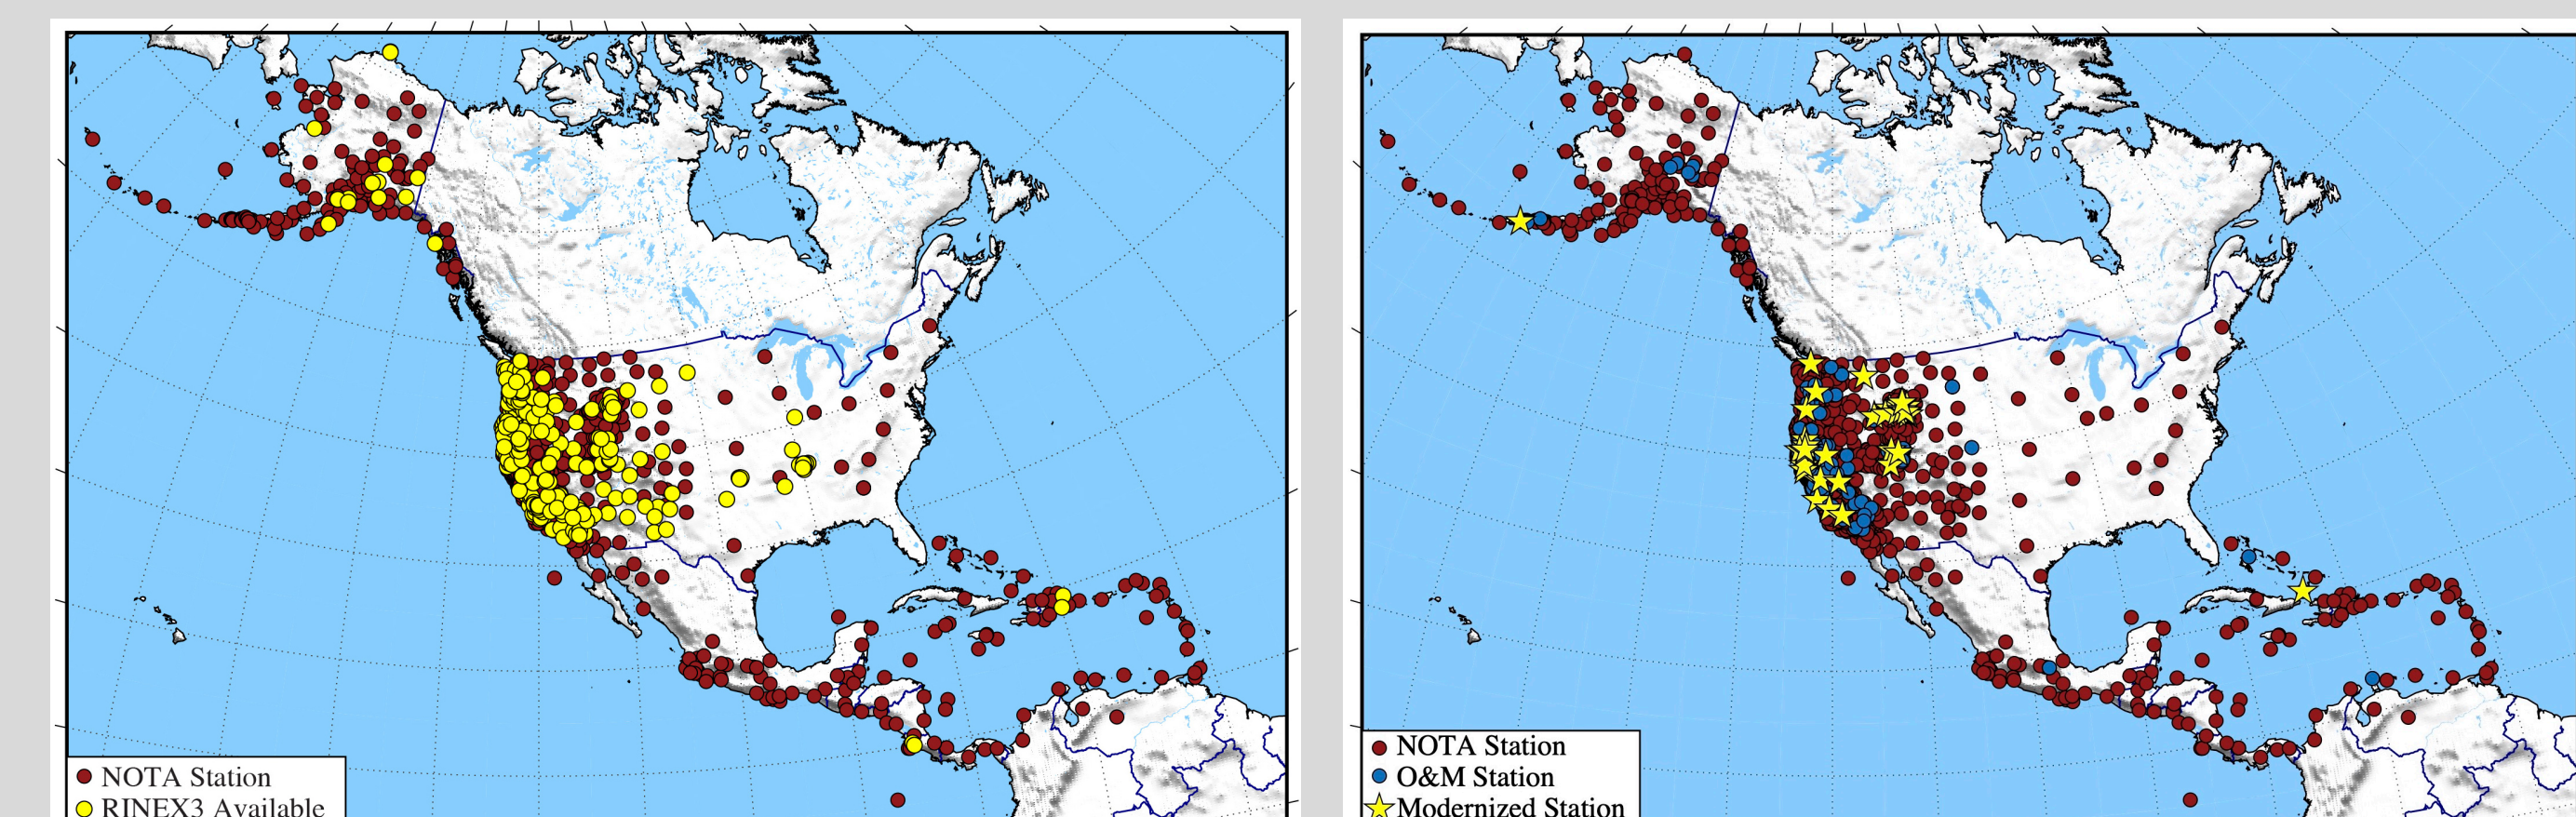 NOTA Station
RINEX3 Available
NOTA Station
O&M Station
Modernized Station